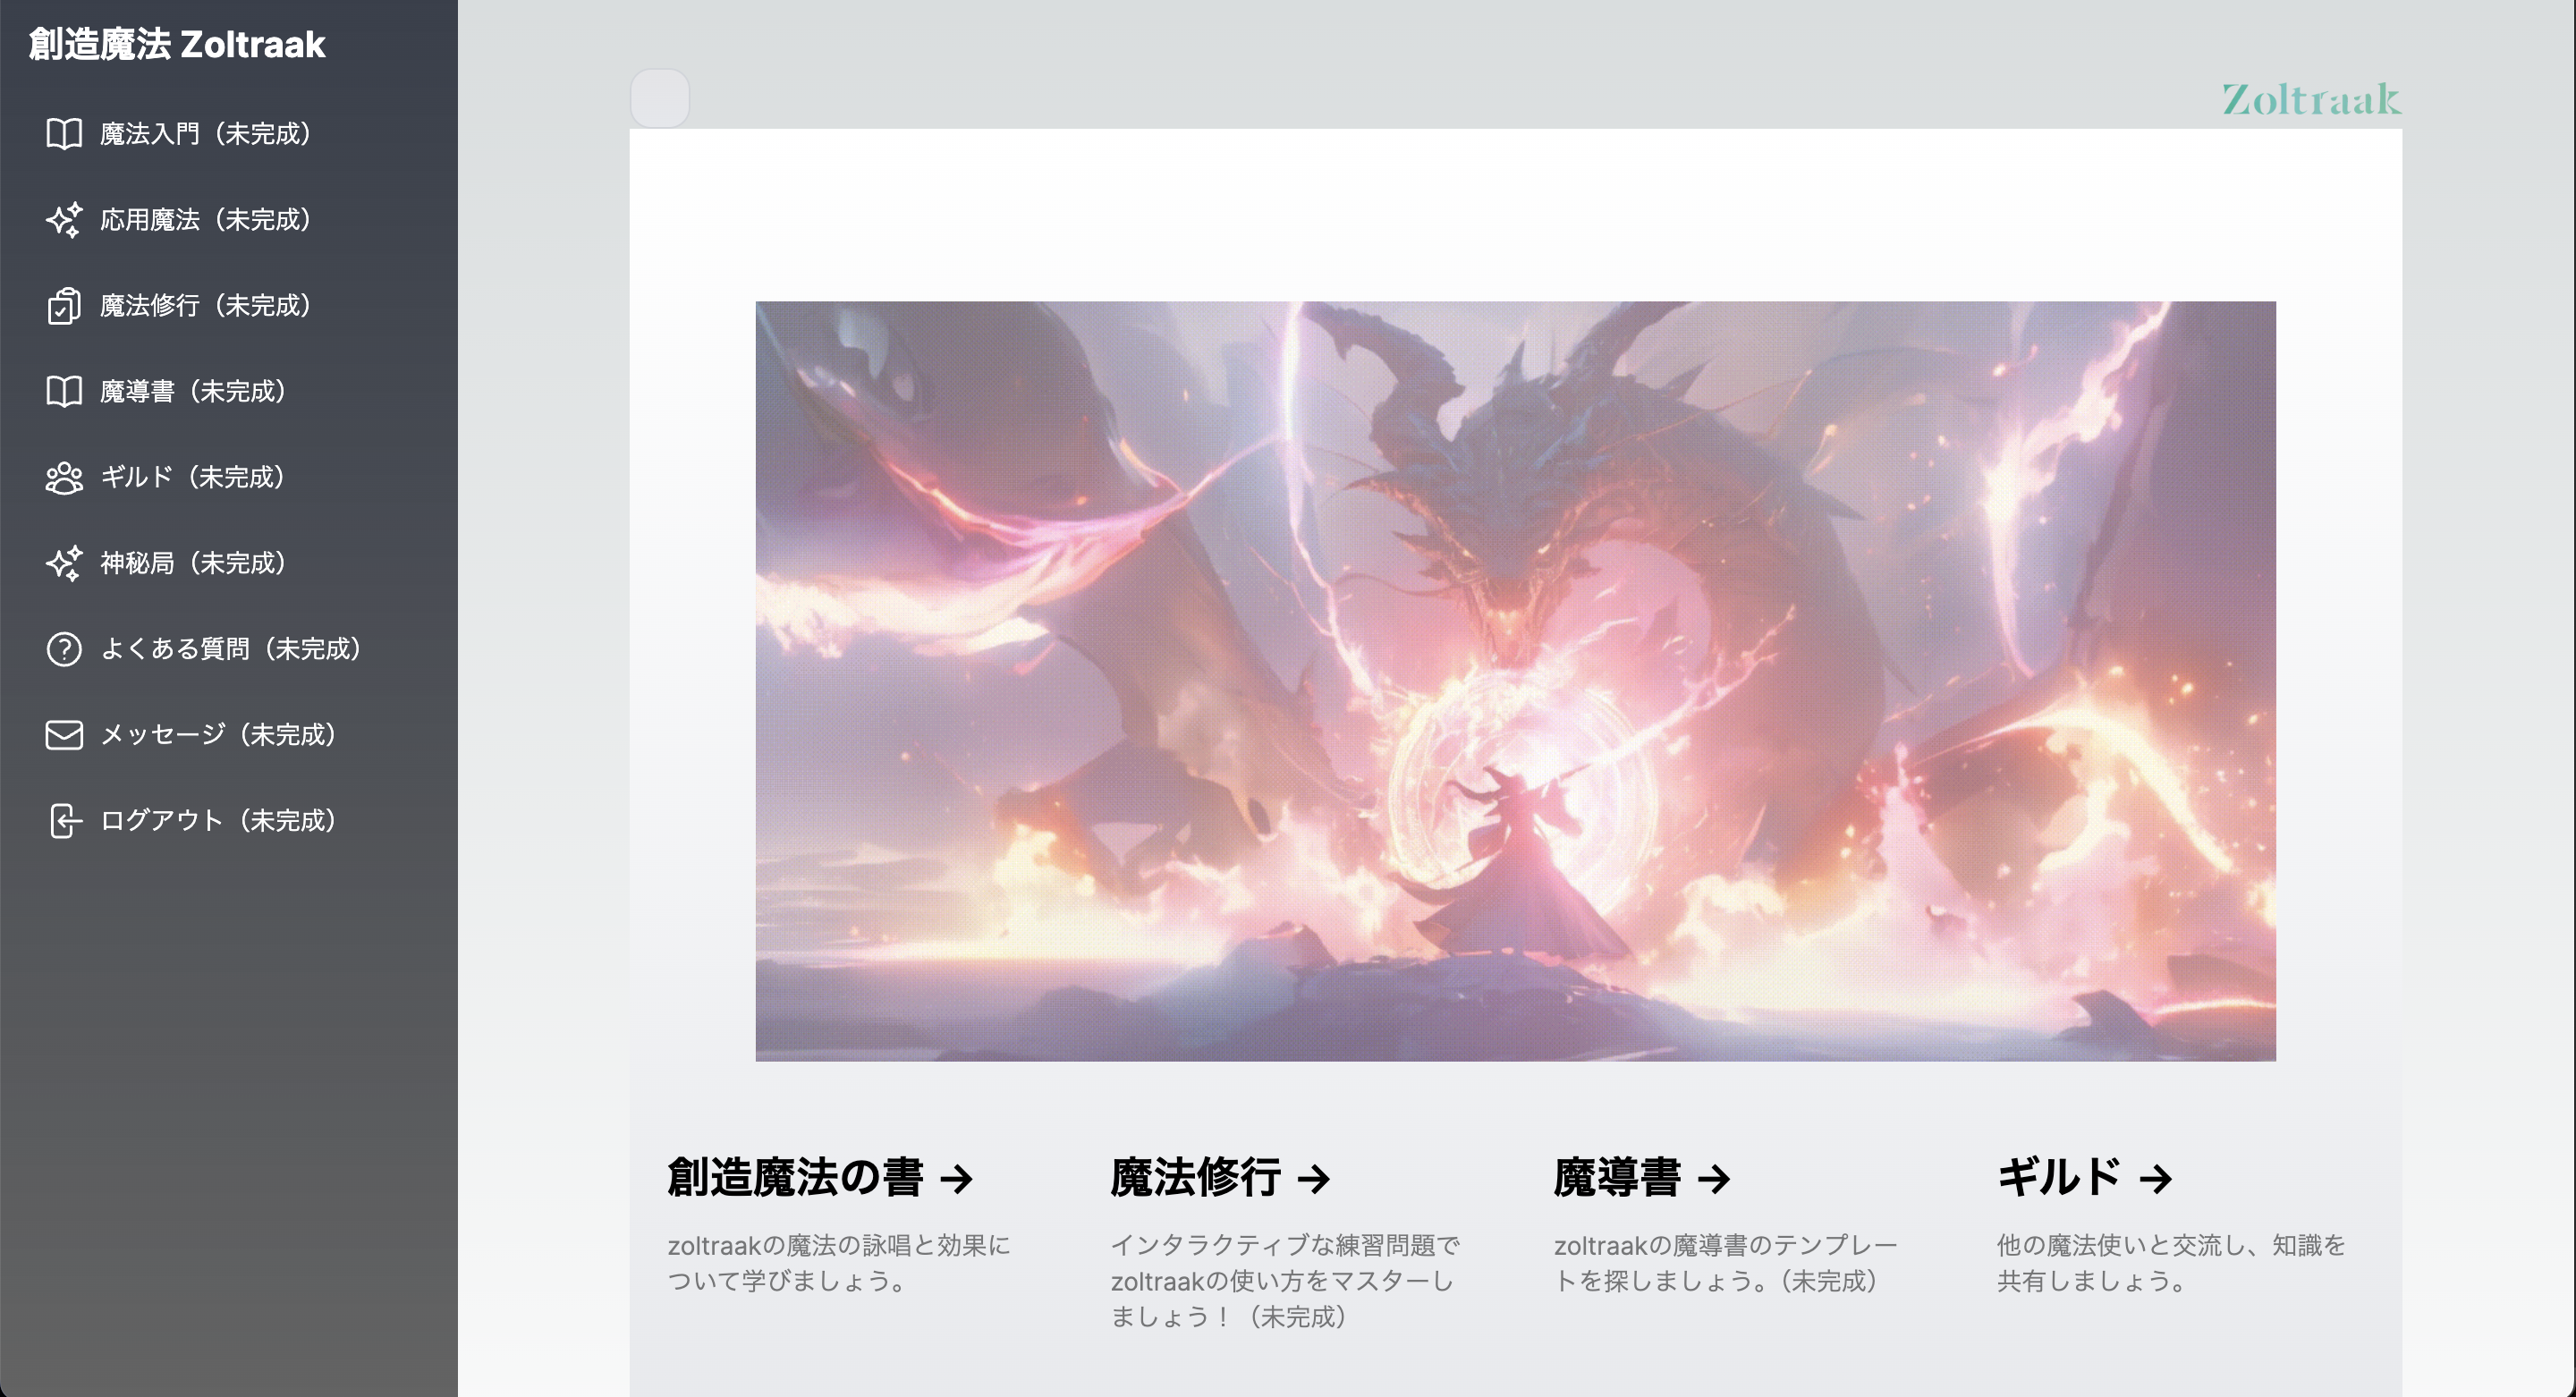 創造魔法 Zoltraak
魔法入門（未完成）
応用魔法（未完成）
魔法修行（未完成）
魔導書（未完成）
ギルド（未完成）
神秘局（未完成）
よくある質問（未完成）
メッセージ（未完成）
ログアウト（未完成）
Zoltraak
創造魔法の書 →
zoltraakの魔法の詠唱と効果に
ついて学びましょう。
魔法修行 →
インタラクティブな練習問題で
zoltraakの使い方をマスターし
ましょう！（未完成）
魔導書 →
zoltraakの魔導書のテンプレー
トを探しましょう。（未完成）
ギルド →
他の魔法使いと交流し、知識を
共有しましょう。